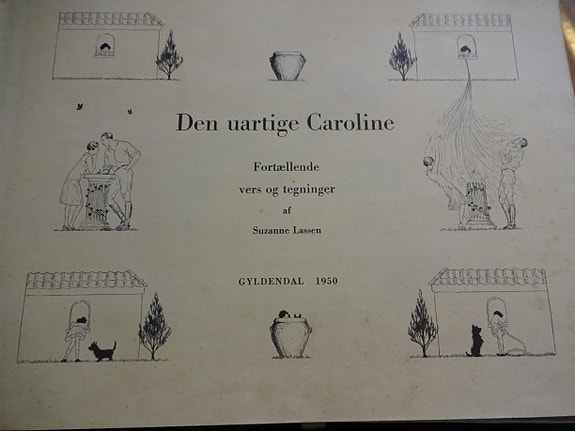 Den uartige Caroline
Fortællende
vers og tegninger
af
Suzanne Lassen
GYLDENDAL 1950